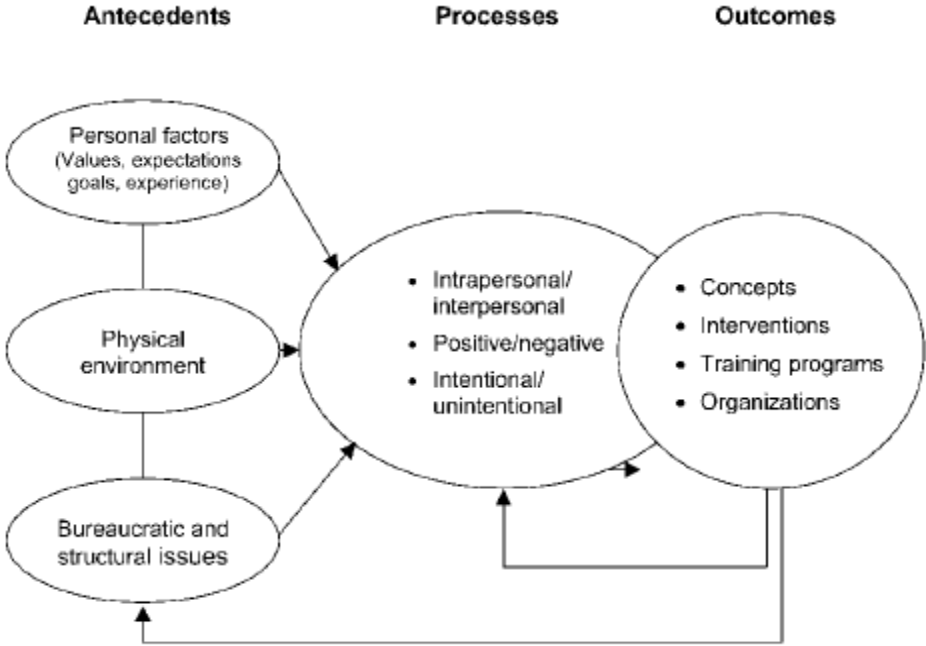 Antecedents
Processes
Outcomes
Personal factors
(Values, expectations
goals, experience)
Physical
environment
Bureaucratic and
structural issues
• Intrapersonal/
interpersonal
• Positive/negative
• Intentional/
unintentional
• Concepts
• Interventions
• Training programs
• Organizations